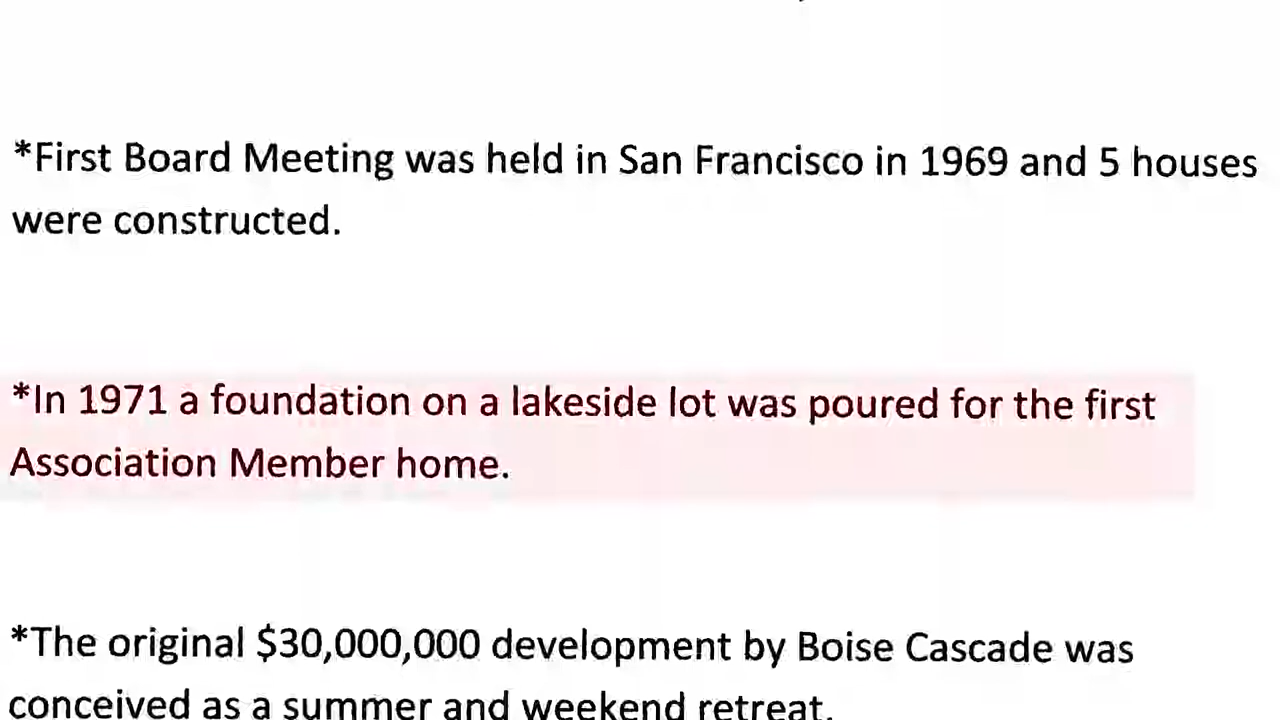 *First Board Meeting was held in San Francisco in 1969 and 5 houses
were constructed.
*In 1971 a foundation on a lakeside lot was poured for the first
Association Member home.
*The original $30,000,000 development by Boise Cascade was
conceived as a summer and weekend retreat.